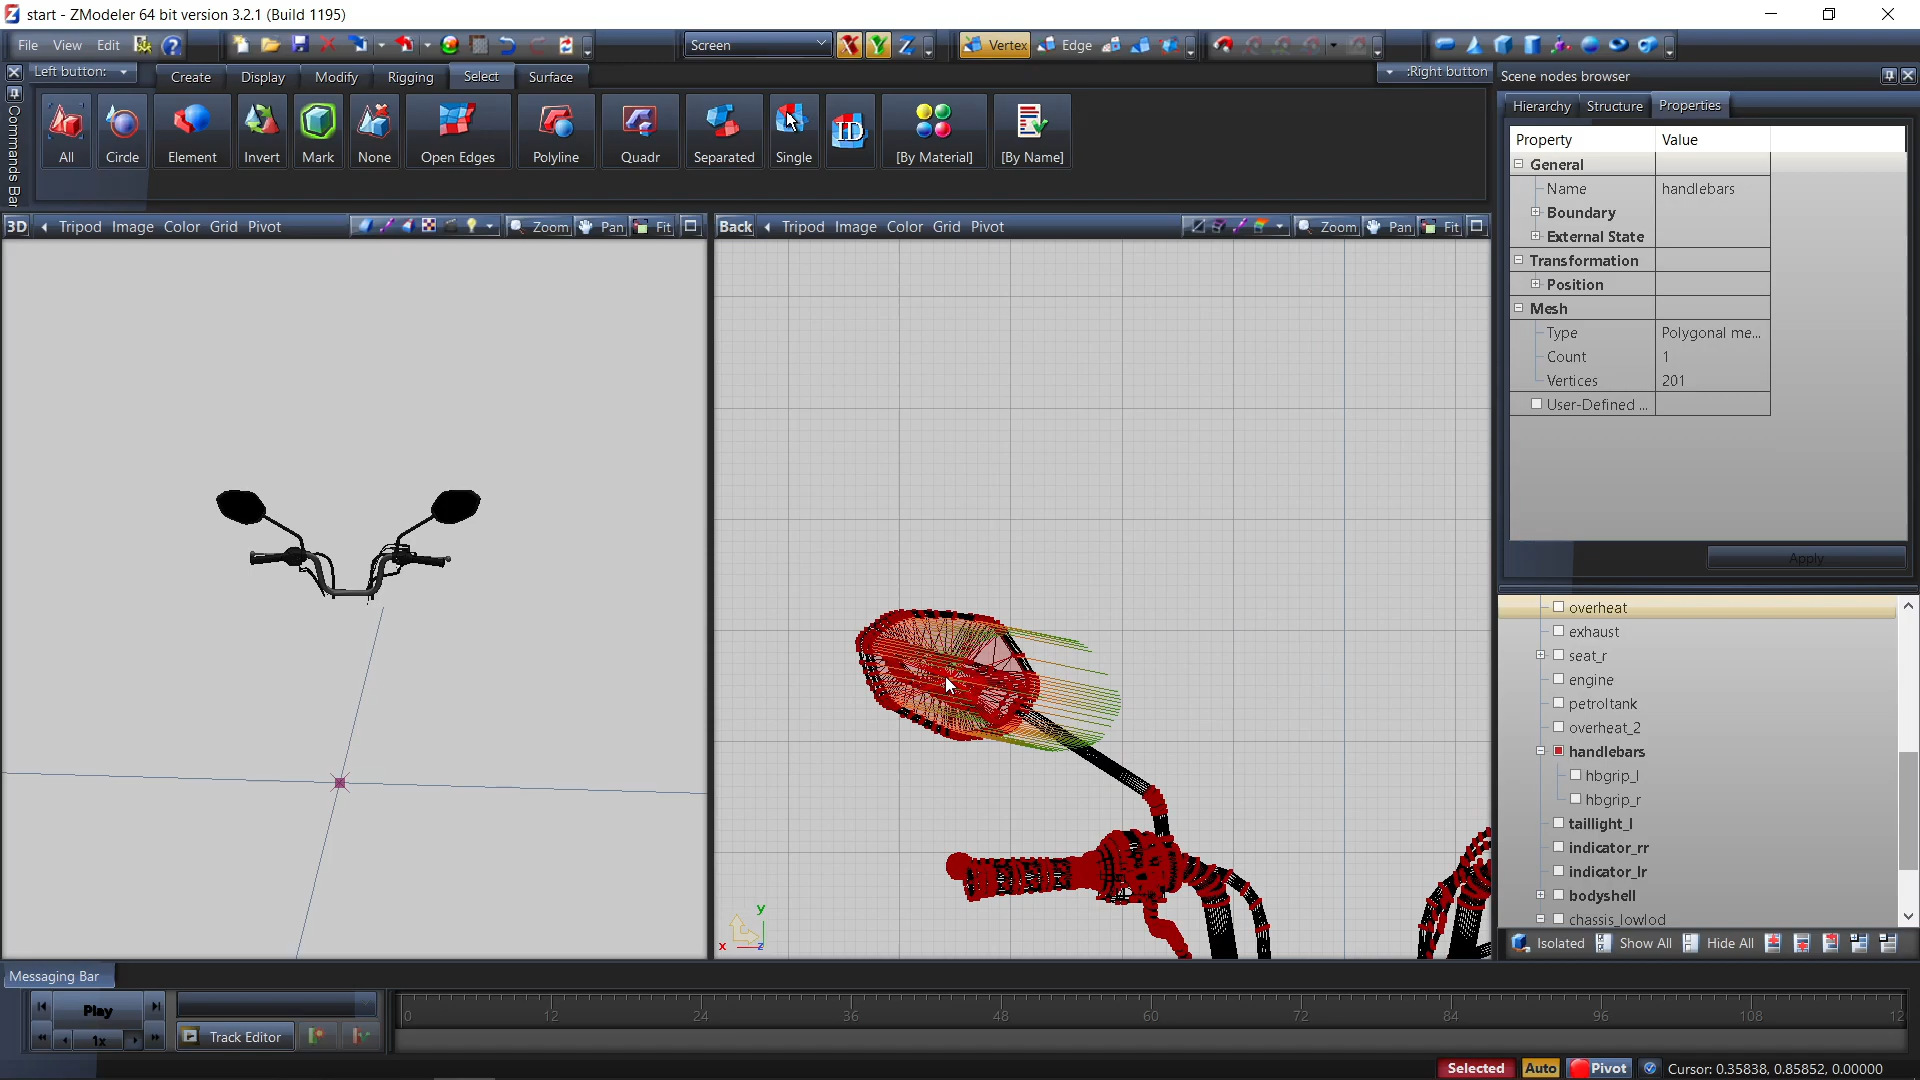 start - ZModeler 64 bit version 3.2.1 (Build 1195)
File View Edit Screen X Y Z Vertex Edge
Left button: Create Display Modify Rigging Select Surface :Right button Scene nodes browser
Commands Bar
All Circle Element Invert Mark None Open Edges Polyline Quadr Separated Single ID [By Material] [By Name]
Hierarchy Structure Properties
Property Value
General
Name handlebars
Boundary
External State
Transformation
Position
Mesh
Type Polygonal me...
Count 1
Vertices 201
User-Defined ...
Apply
3D Tripod Image Color Grid Pivot Zoom Pan Fit
Back Tripod Image Color Grid Pivot Zoom Pan Fit
y
x z
overheat
exhaust
seat_r
engine
petroltank
overheat_2
handlebars
hbgrip_l
hbgrip_r
taillight_l
indicator_rr
indicator_lr
bodyshell
chassis_lowlod
Isolated Show All Hide All
Messaging Bar
Play
1x
Track Editor
0 12 24 36 48 60 72 84 96 108 12
Selected Auto Pivot Cursor: 0.35838, 0.85852, 0.00000